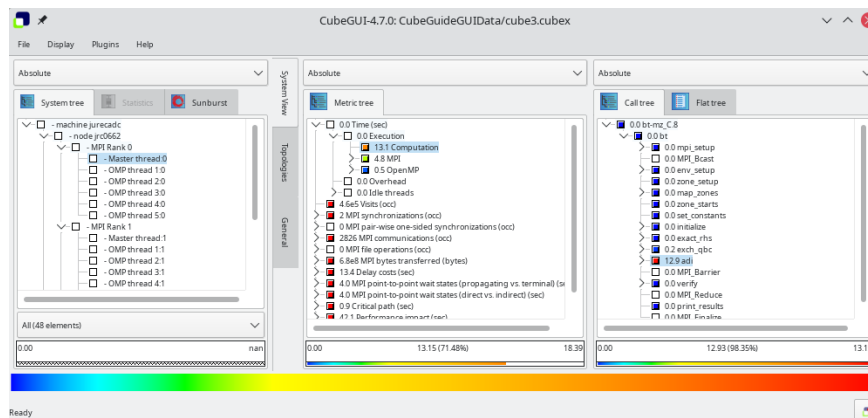 CubeGUI-4.7.0: CubeGuideGUIData/cube3.cubex
File Display Plugins Help
Absolute
System tree Statistics Sunburst
- machine jurecadc
- node jrc0662
- MPI Rank 0
- Master thread:0
- OMP thread 1:0
- OMP thread 2:0
- OMP thread 3:0
- OMP thread 4:0
- OMP thread 5:0
- MPI Rank 1
- Master thread:1
- OMP thread 1:1
- OMP thread 2:1
- OMP thread 3:1
- OMP thread 4:1
All (48 elements)
0.00 nan
System View
Topologies
General
Absolute
Metric tree
0.0 Time (sec)
0.0 Execution
13.1 Computation
4.8 MPI
0.5 OpenMP
0.0 Overhead
0.0 Idle threads
4.6e5 Visits (occ)
2 MPI synchronizations (occ)
0 MPI pair-wise one-sided synchronizations (occ)
2826 MPI communications (occ)
0 MPI file operations (occ)
6.8e8 MPI bytes transferred (bytes)
13.4 Delay costs (sec)
4.0 MPI point-to-point wait states (propagating vs. terminal) (se
4.0 MPI point-to-point wait states (direct vs. indirect) (sec)
0.9 Critical path (sec)
42.1 Performance impact (sec)
0.00 13.15 (71.48%) 18.39
Absolute
Call tree Flat tree
0.0 bt-mz_C.8
0.0 bt
0.0 mpi_setup
0.0 MPI_Bcast
0.0 env_setup
0.0 zone_setup
0.0 map_zones
0.0 zone_starts
0.0 set_constants
0.0 initialize
0.0 exact_rhs
0.2 exch_qbc
12.9 adi
0.0 MPI_Barrier
0.0 verify
0.0 MPI_Reduce
0.0 print_results
0.0 MPI_Finalize
0.00 12.93 (98.35%) 13.1
Ready